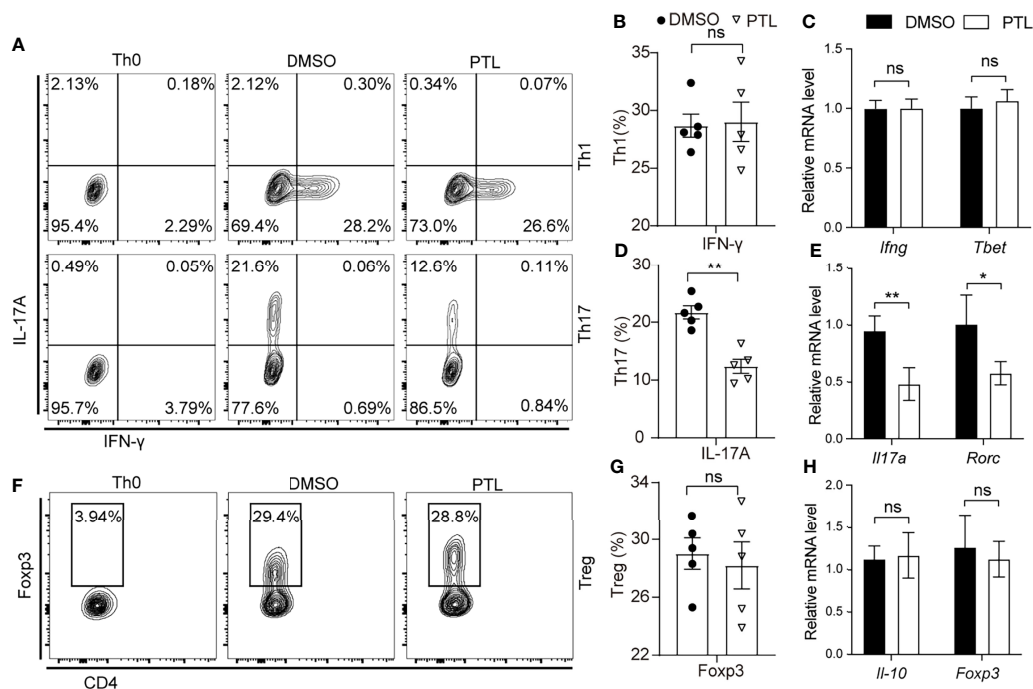 A
Th0
DMSO
PTL
2.13%
0.18%
2.12%
0.30%
0.34%
0.07%
95.4%
2.29%
69.4%
28.2%
73.0%
26.6%
Th1
0.49%
0.05%
21.6%
0.06%
12.6%
0.11%
95.7%
3.79%
77.6%
0.69%
86.5%
0.84%
Th17
IL-17A
IFN-γ
B
DMSO
PTL
ns
35
30
25
20
Th1(%)
IFN-γ
C
DMSO
PTL
ns
ns
1.5
1.0
0.5
0.0
Relative mRNA level
Ifng
Tbet
D
**
30
20
10
0
Th17 (%)
IL-17A
E
**
*
1.5
1.0
0.5
0.0
Relative mRNA level
Il17a
Rorc
F
Th0
DMSO
PTL
3.94%
29.4%
28.8%
Foxp3
Treg
CD4
G
ns
34
30
26
22
Treg (%)
Foxp3
H
ns
ns
2.0
1.5
1.0
0.5
0.0
Relative mRNA level
Il-10
Foxp3